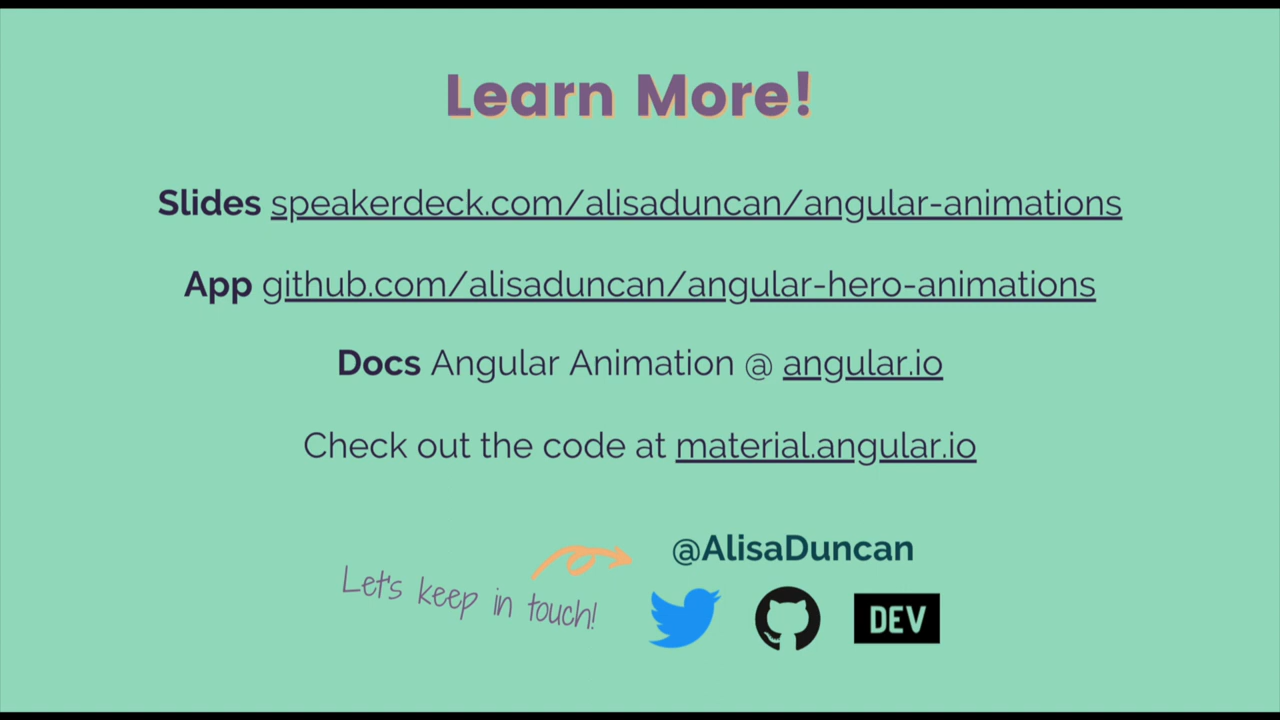 Learn More!
Slides speakerdeck.com/alisaduncan/angular-animations
App github.com/alisaduncan/angular-hero-animations
Docs Angular Animation @ angular.io
Check out the code at material.angular.io
@AlisaDuncan
Let's keep in touch!
DEV